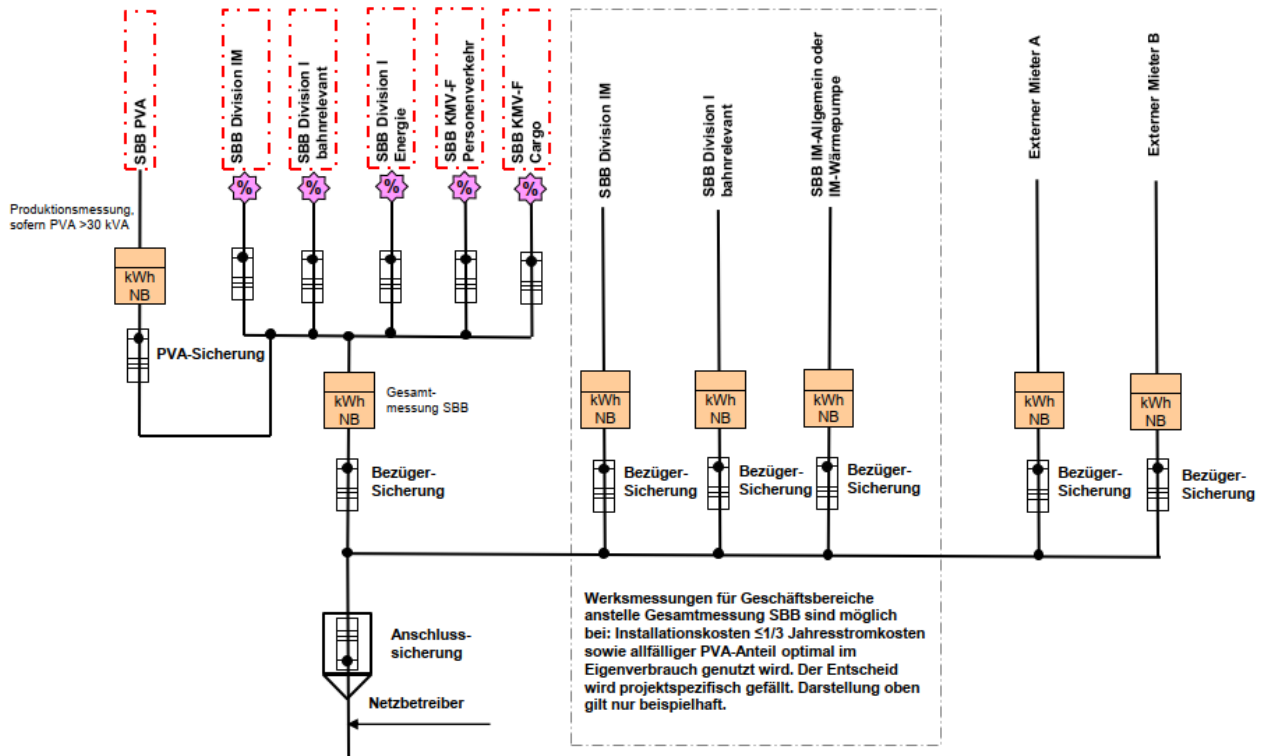 SBB PVA
SBB Division IM
SBB Division I
bahnrelevant
SBB Division I
Energie
SBB KMV-F
Personenverkehr
SBB KMV-F
Cargo
SBB Division IM
SBB Division I
bahnrelevant
SBB IM-Allgemein oder
IM-Wärmepumpe
Externer Mieter A
Externer Mieter B
%
%
%
%
%
Produktionsmessung,
sofern PVA >30 kVA
kWh
NB
PVA-Sicherung
kWh
NB
Gesamt-
messung SBB
kWh
NB
kWh
NB
kWh
NB
kWh
NB
kWh
NB
Bezüger-
Sicherung
Bezüger-
Sicherung
Bezüger-
Sicherung
Bezüger-
Sicherung
Bezüger-
Sicherung
Bezüger-
Sicherung
Anschluss-
sicherung
Netzbetreiber
Werksmessungen für Geschäftsbereiche
anstelle Gesamtmessung SBB sind möglich
bei: Installationskosten ≤1/3 Jahresstromkosten
sowie allfälliger PVA-Anteil optimal im
Eigenverbrauch genutzt wird. Der Entscheid
wird projektspezifisch gefällt. Darstellung oben
gilt nur beispielhaft.